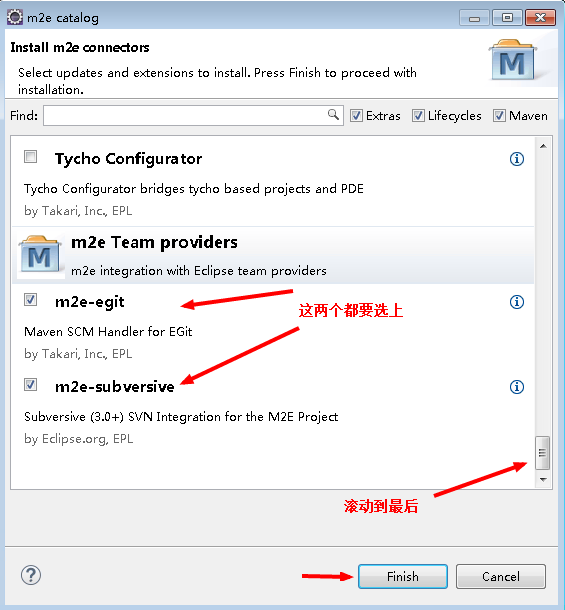 m2e catalog
Install m2e connectors
Select updates and extensions to install. Press Finish to proceed with
installation.
Find:
Extras
Lifecycles
Maven
Tycho Configurator
Tycho Configurator bridges tycho based projects and PDE
by Takari, Inc., EPL
m2e Team providers
m2e integration with Eclipse team providers
m2e-egit
这两个都要选上
Maven SCM Handler for EGit
by Takari, Inc., EPL
m2e-subversive
Subversive (3.0+) SVN Integration for the M2E Project
by Eclipse.org, EPL
滚动到最后
Finish
Cancel